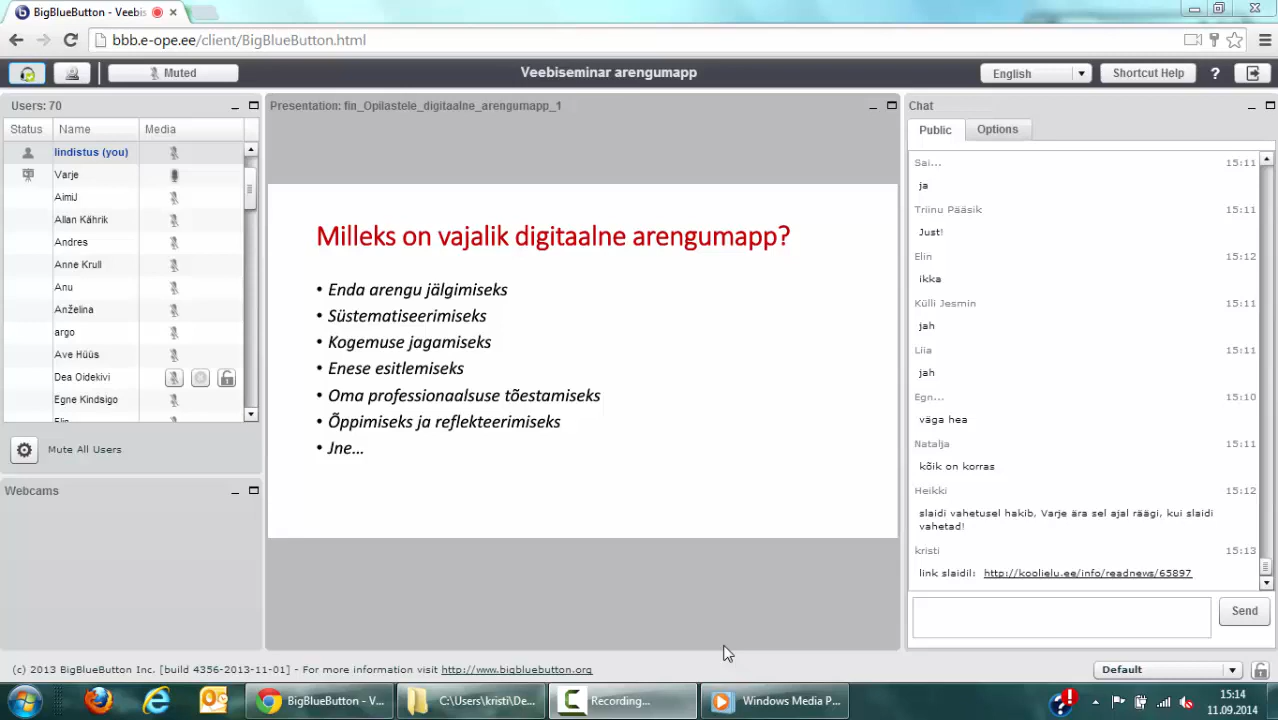 BigBlueButton - Veebis
bbb.e-ope.ee/client/BigBlueButton.html
Muted
Veebiseminar arengumapp
English
Shortcut Help
?
Users: 70
Status Name Media
lindistus (you)
Varje
AimiJ
Allan Kährik
Andres
Anne Krull
Anu
Anželina
argo
Ave Hüüs
Dea Oidekivi
Egne Kindsigo
Mute All Users
Webcams
Presentation: fin_Opilastele_digitaalne_arengumapp_1
Milleks on vajalik digitaalne arengumapp?
• Enda arengu jälgimiseks
• Süstematiseerimiseks
• Kogemuse jagamiseks
• Enese esitlemiseks
• Oma professionaalsuse tõestamiseks
• Õppimiseks ja reflekteerimiseks
• Jne...
Chat
Public Options
Sai... 15:11
ja
Triinu Pääsik 15:11
Just!
Elin 15:12
ikka
Külli Jesmin 15:11
jah
Liia 15:11
jah
Egn... 15:10
väga hea
Natalja 15:11
kõik on korras
Heikki 15:12
slaidi vahetusel hakib, Varje ära sel ajal räägi, kui slaidi
vahetad!
kristi 15:13
link slaidil: http://koolielu.ee/info/readnews/65897
Send
(c) 2013 BigBlueButton Inc. [build 4356-2013-11-01] - For more information visit http://www.bigbluebutton.org
Default
BigBlueButton - V...
C:\Users\kristi\De...
Recording...
Windows Media P...
15:14
11.09.2014